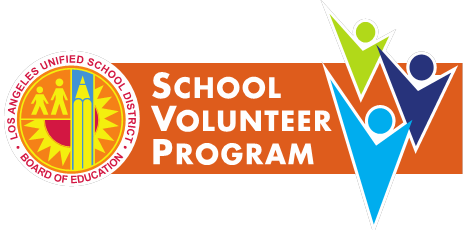 LOS ANGELES UNIFIED SCHOOL DISTRICT
• BOARD OF EDUCATION •
SCHOOL
VOLUNTEER
PROGRAM